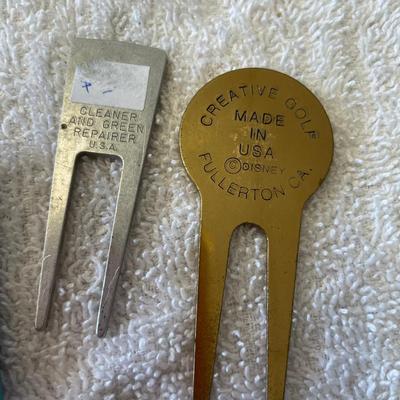 CLEANER
AND GREEN
REPAIRER
U.S.A.
CREATIVE GOLF
MADE
IN
USA
©DISNEY
FULLERTON CA.